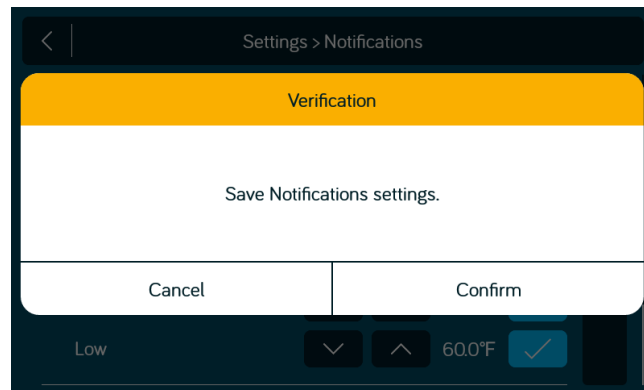 Settings > Notifications
Verification
Save Notifications settings.
Cancel
Confirm
Low
60.0°F